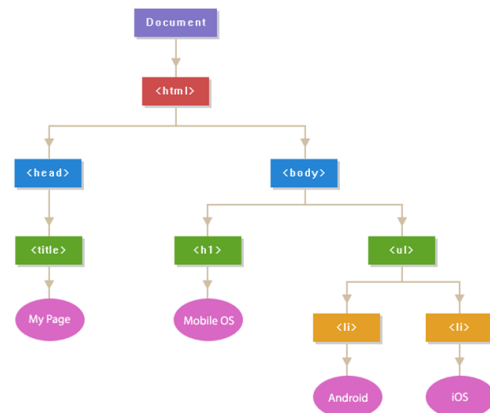 Document
<html>
<head>
<body>
<title>
<h1>
<ul>
My Page
Mobile OS
<li>
<li>
Android
iOS